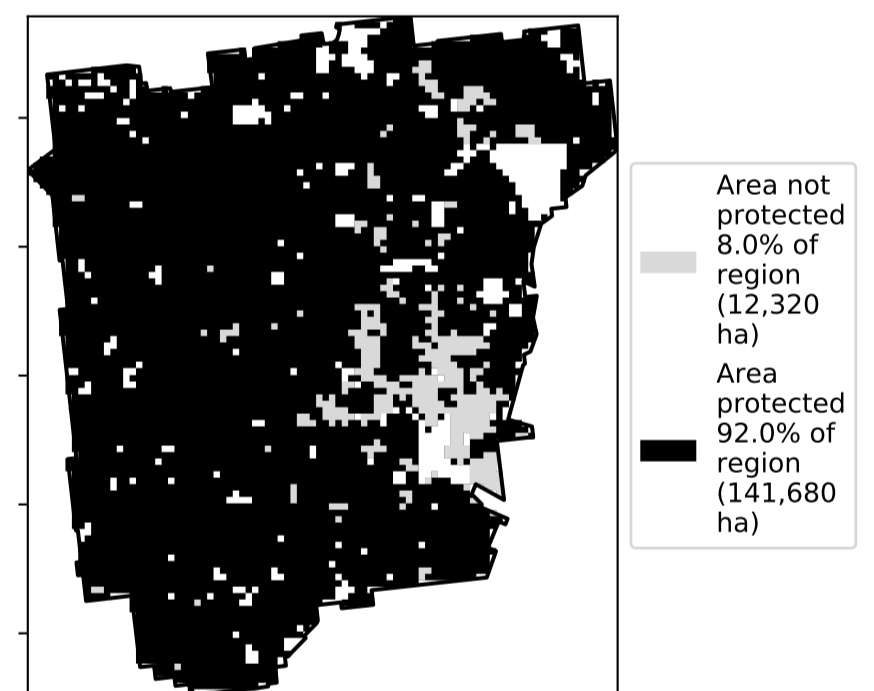 Area not
protected
8.0% of
region
(12,320
ha)
Area
protected
92.0% of
region
(141,680
ha)